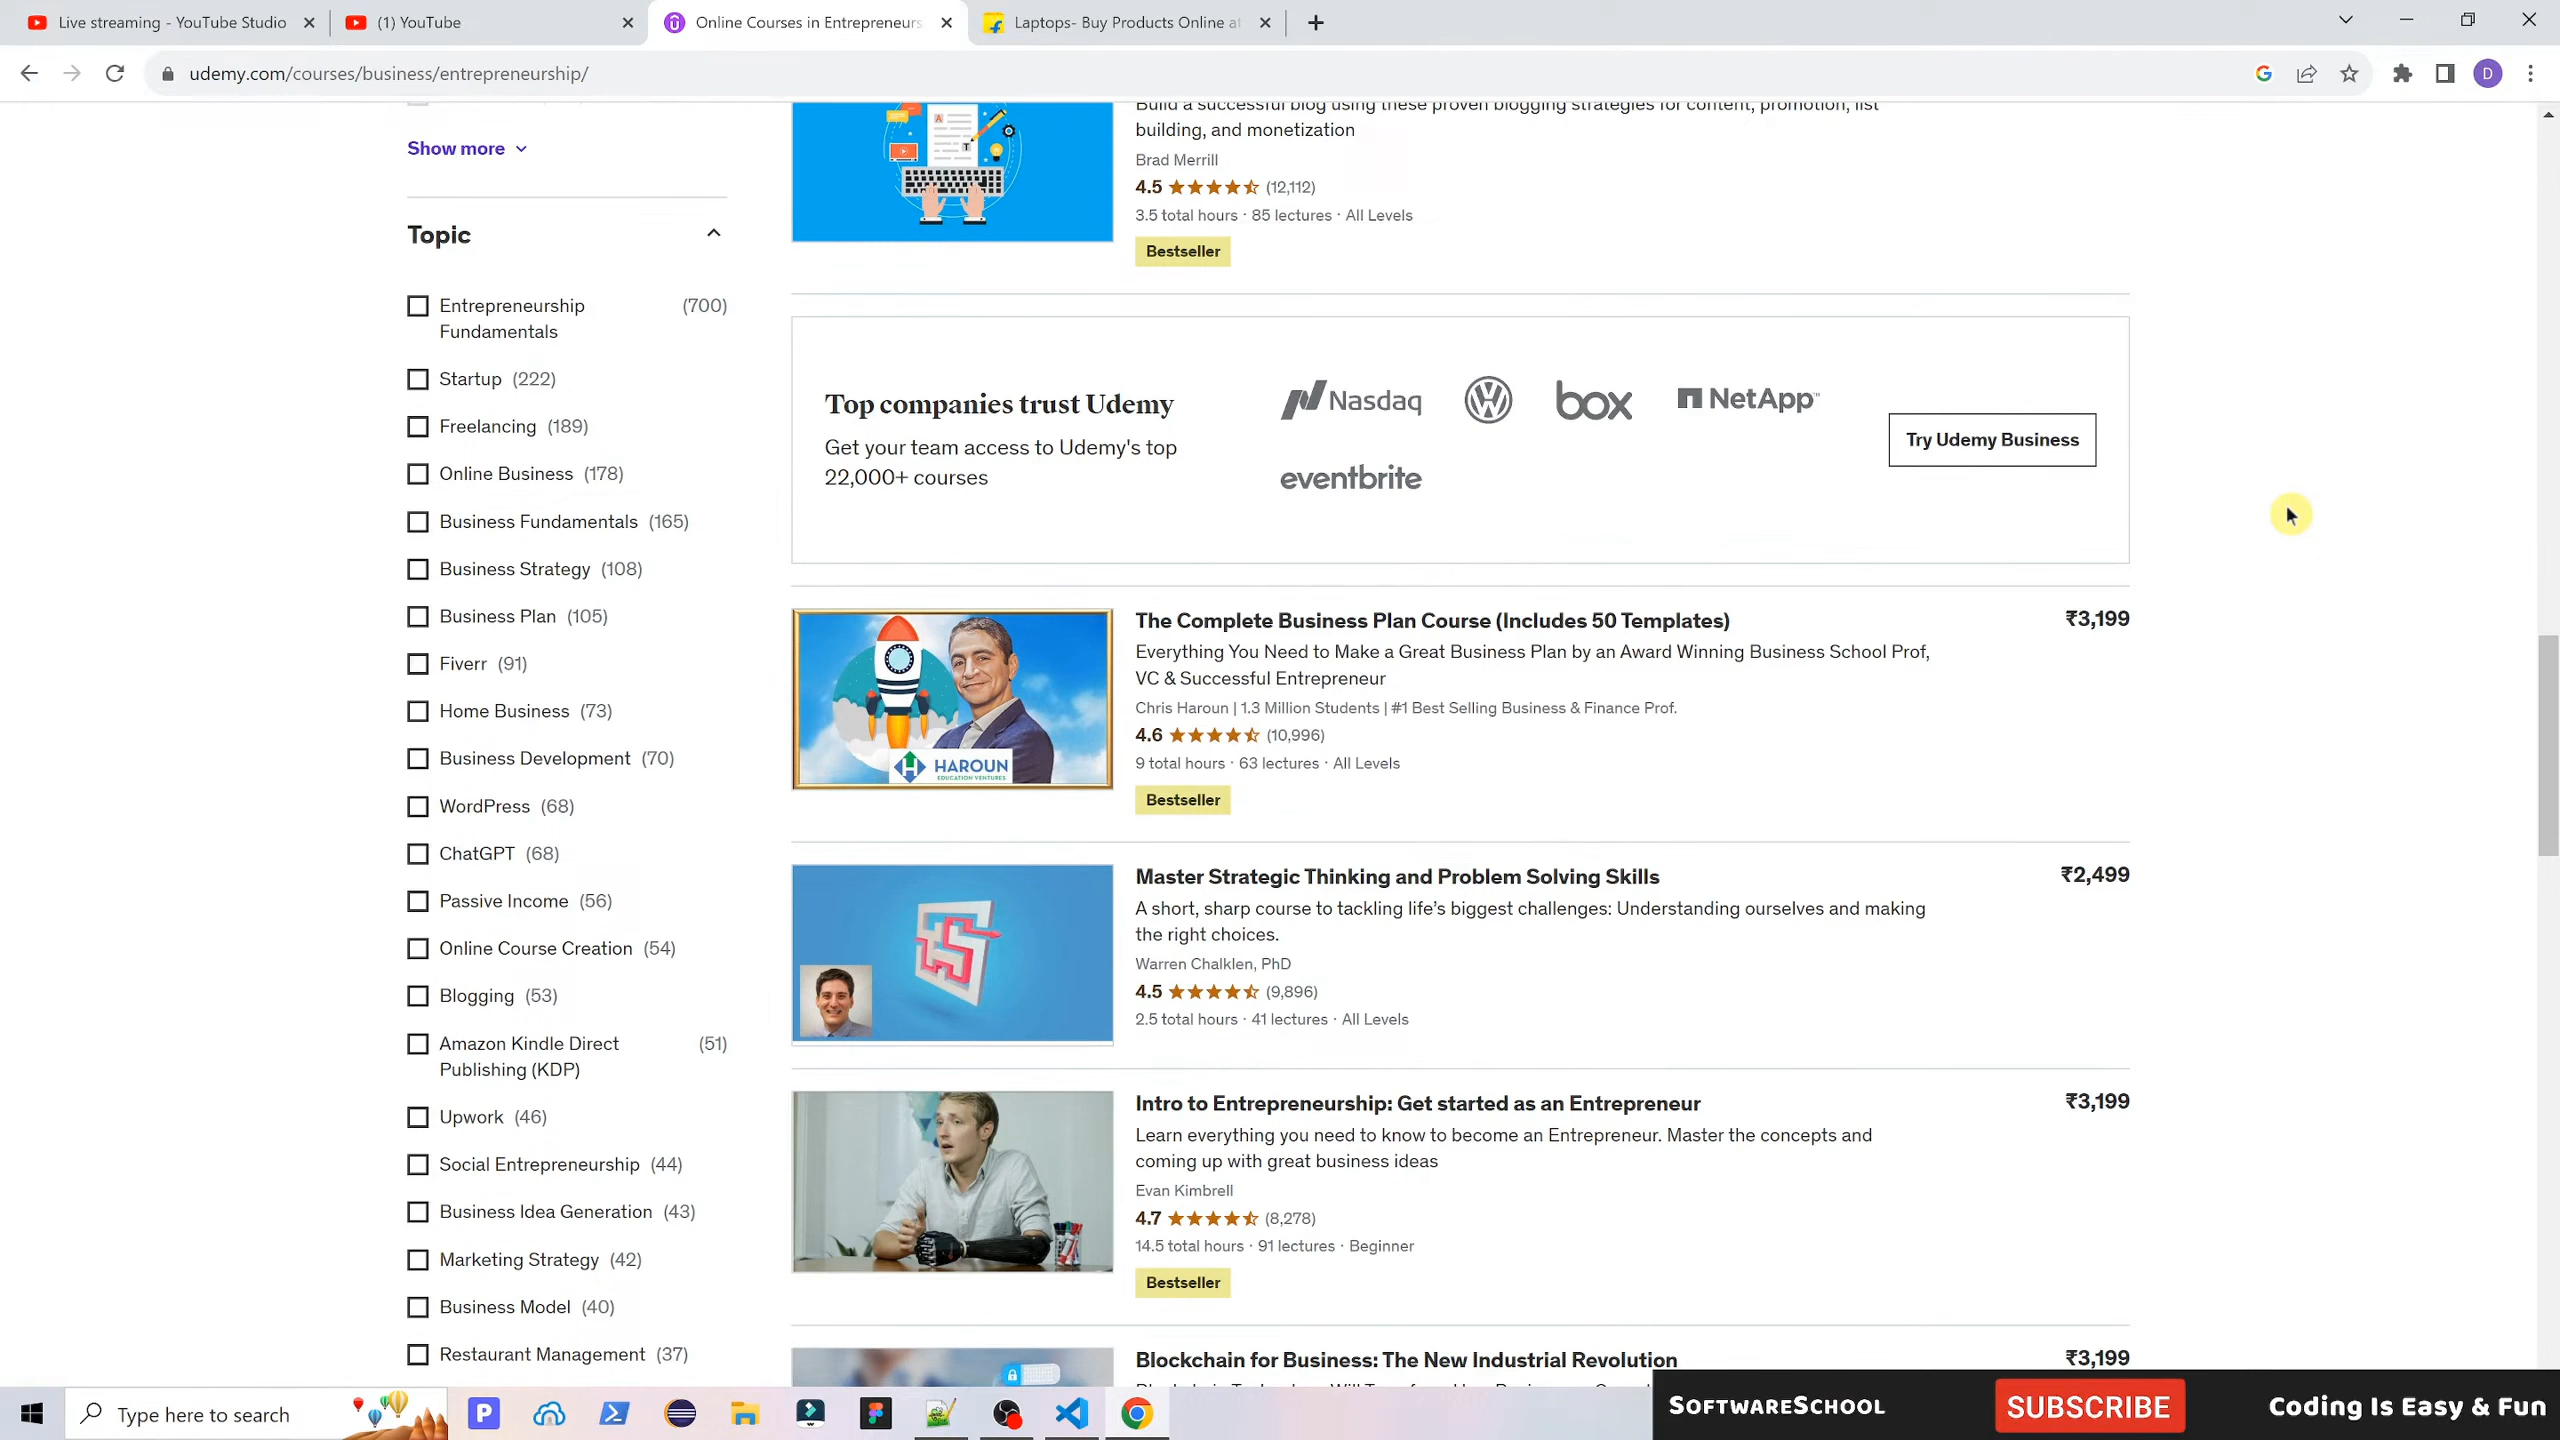 Live streaming - YouTube Studio
(1) YouTube
Online Courses in Entrepreneurs
Laptops- Buy Products Online at
udemy.com/courses/business/entrepreneurship/
D
Show more
Topic
Entrepreneurship (700)
Fundamentals
Startup (222)
Freelancing (189)
Online Business (178)
Business Fundamentals (165)
Business Strategy (108)
Business Plan (105)
Fiverr (91)
Home Business (73)
Business Development (70)
WordPress (68)
ChatGPT (68)
Passive Income (56)
Online Course Creation (54)
Blogging (53)
Amazon Kindle Direct (51)
Publishing (KDP)
Upwork (46)
Social Entrepreneurship (44)
Business Idea Generation (43)
Marketing Strategy (42)
Business Model (40)
Restaurant Management (37)
Build a successful blog using these proven blogging strategies for content, promotion, list
building, and monetization
Brad Merrill
4.5 (12,112)
3.5 total hours · 85 lectures · All Levels
Bestseller
Top companies trust Udemy
Get your team access to Udemy's top
22,000+ courses
Nasdaq
box
NetApp
eventbrite
Try Udemy Business
HAROUN
EDUCATION VENTURES
The Complete Business Plan Course (Includes 50 Templates) ₹3,199
Everything You Need to Make a Great Business Plan by an Award Winning Business School Prof,
VC & Successful Entrepreneur
Chris Haroun | 1.3 Million Students | #1 Best Selling Business & Finance Prof.
4.6 (10,996)
9 total hours · 63 lectures · All Levels
Bestseller
Master Strategic Thinking and Problem Solving Skills ₹2,499
A short, sharp course to tackling life’s biggest challenges: Understanding ourselves and making
the right choices.
Warren Chalklen, PhD
4.5 (9,896)
2.5 total hours · 41 lectures · All Levels
Intro to Entrepreneurship: Get started as an Entrepreneur ₹3,199
Learn everything you need to know to become an Entrepreneur. Master the concepts and
coming up with great business ideas
Evan Kimbrell
4.7 (8,278)
14.5 total hours · 91 lectures · Beginner
Bestseller
Blockchain for Business: The New Industrial Revolution ₹3,199
Type here to search
SOFTWARESCHOOL
SUBSCRIBE
Coding Is Easy & Fun